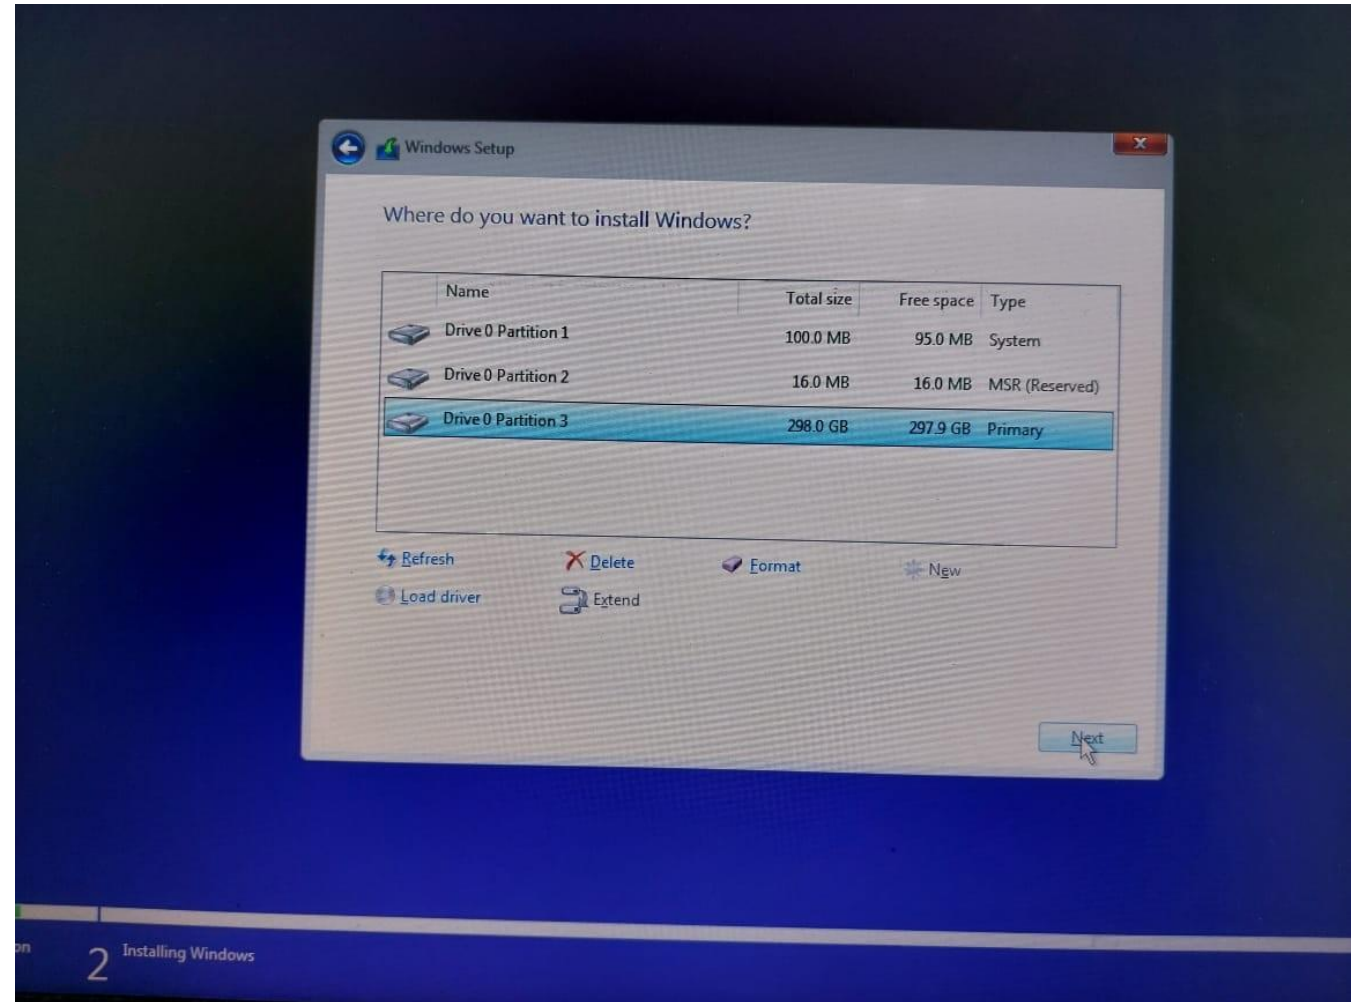 Windows Setup
Where do you want to install Windows?
Name Total size Free space Type
Drive 0 Partition 1 100.0 MB 95.0 MB System
Drive 0 Partition 2 16.0 MB 16.0 MB MSR (Reserved)
Drive 0 Partition 3 298.0 GB 297.9 GB Primary
Refresh Delete Format New
Load driver Extend
Next
on
2 Installing Windows